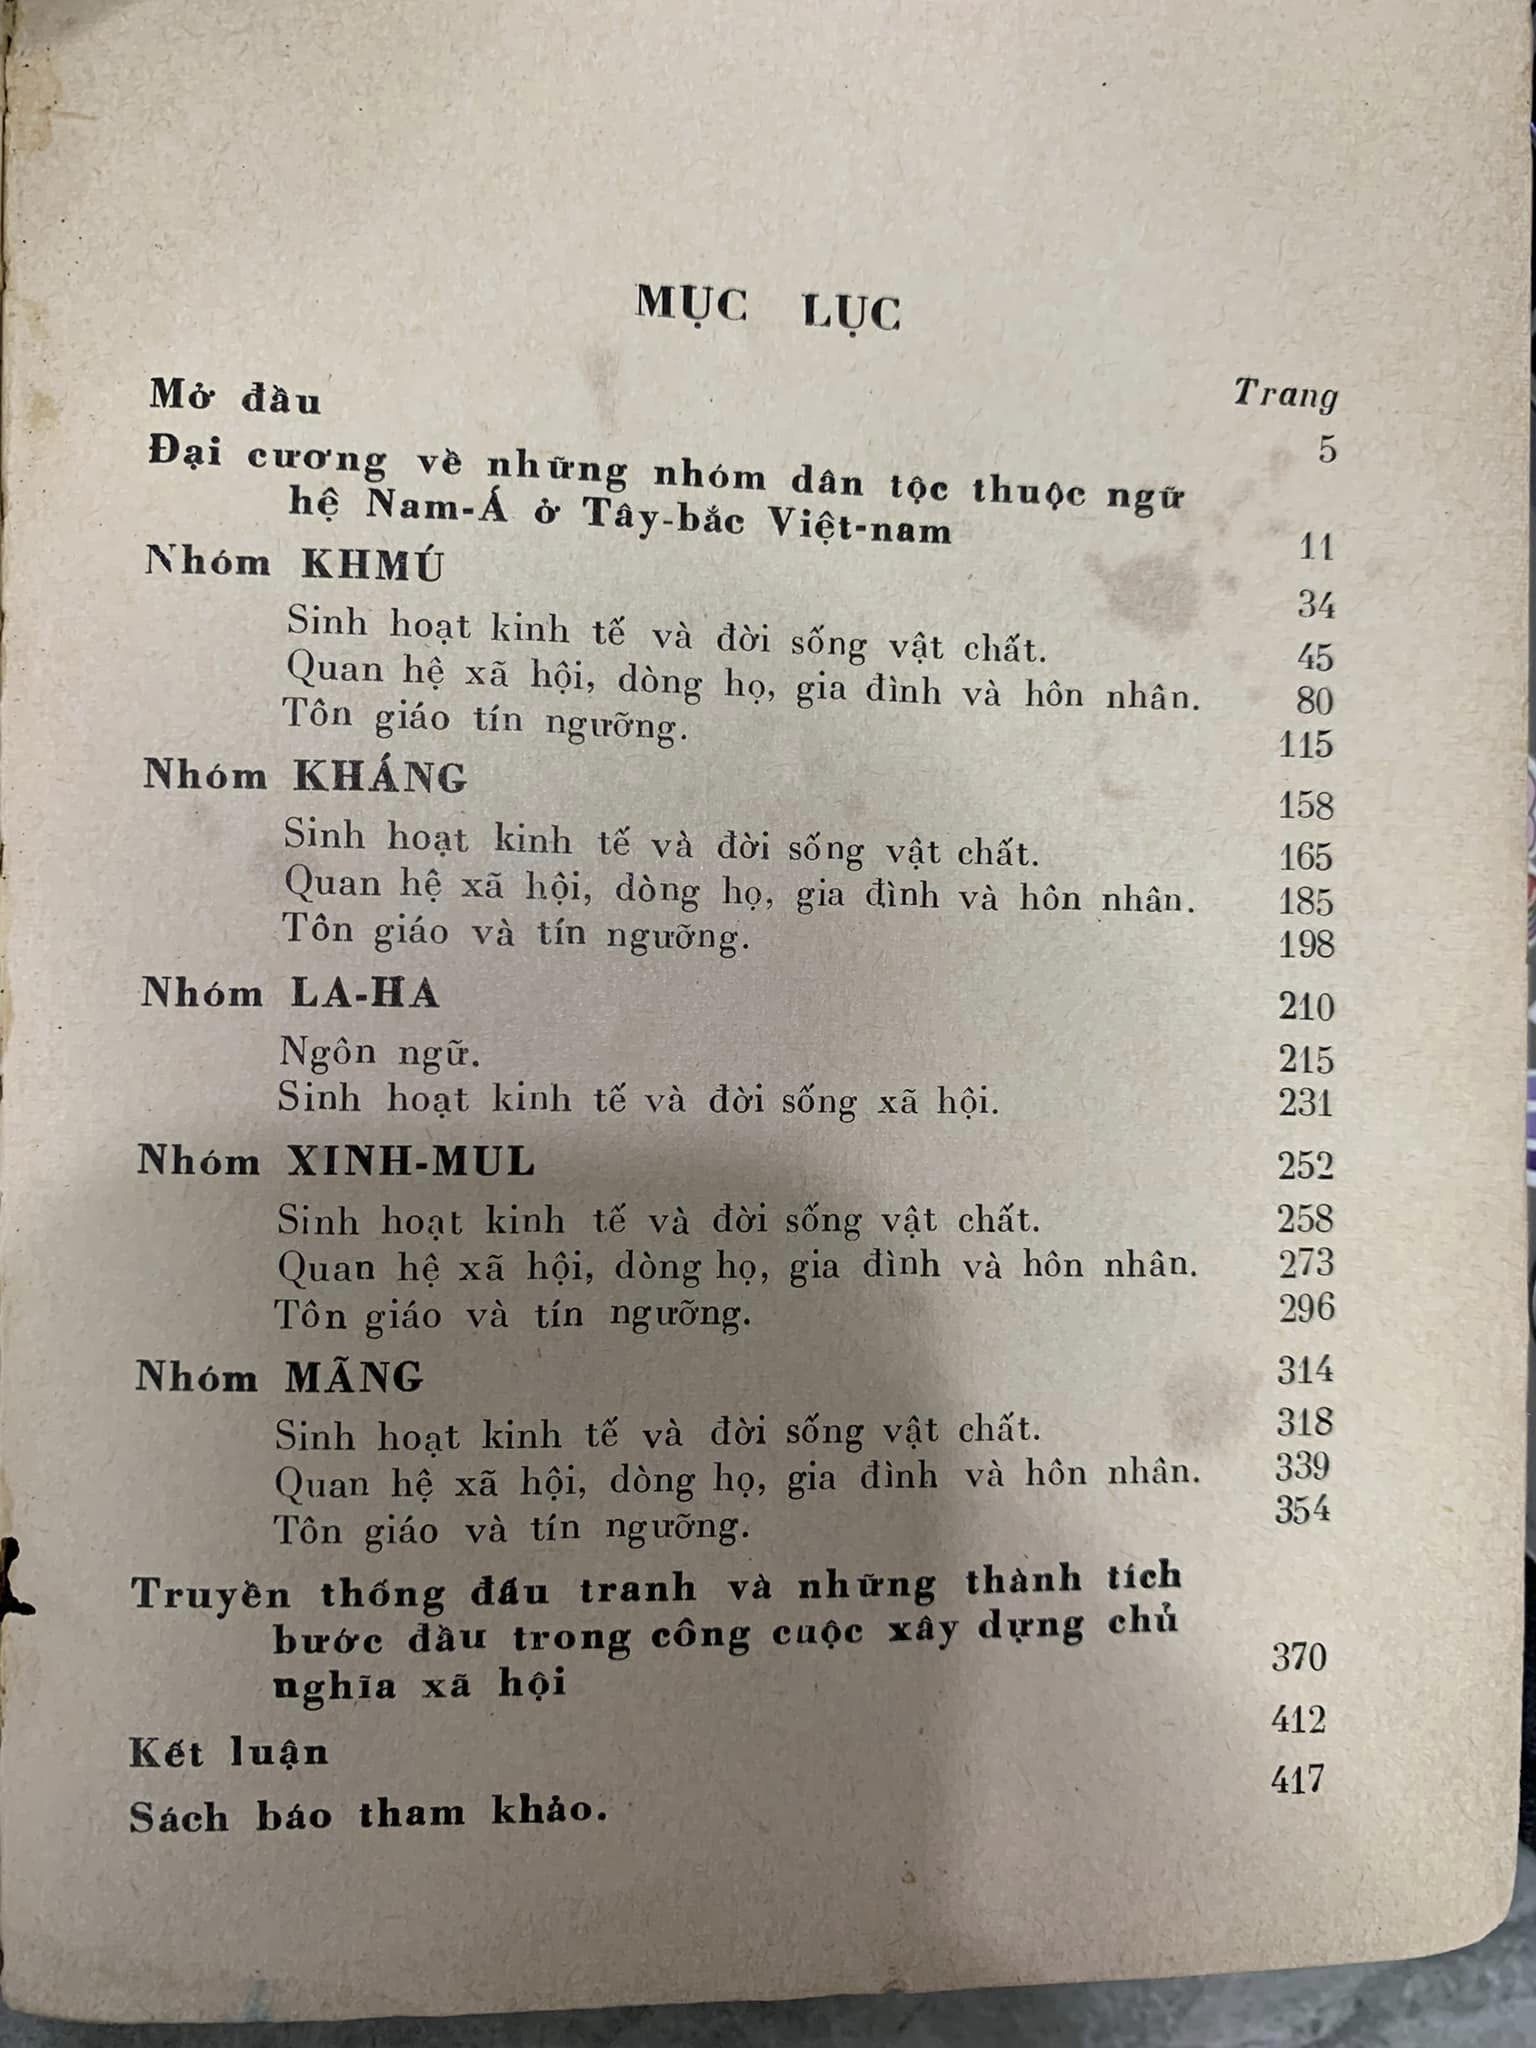 MỤC LỤC
Trang
Mở đầu 5
Đại cương về những nhóm dân tộc thuộc ngữ
hệ Nam-Á ở Tây-bắc Việt-nam 11
Nhóm KHMÚ 34
Sinh hoạt kinh tế và đời sống vật chất. 45
Quan hệ xã hội, dòng họ, gia đình và hôn nhân. 80
Tôn giáo tín ngưỡng. 115
Nhóm KHÁNG 158
Sinh hoạt kinh tế và đời sống vật chất. 165
Quan hệ xã hội, dòng họ, gia đình và hôn nhân. 185
Tôn giáo và tín ngưỡng. 198
Nhóm LA-HA 210
Ngôn ngữ. 215
Sinh hoạt kinh tế và đời sống xã hội. 231
Nhóm XINH-MUL 252
Sinh hoạt kinh tế và đời sống vật chất. 258
Quan hệ xã hội, dòng họ, gia đình và hôn nhân. 273
Tôn giáo và tín ngưỡng. 296
Nhóm MÃNG 314
Sinh hoạt kinh tế và đời sống vật chất. 318
Quan hệ xã hội, dòng họ, gia đình và hôn nhân. 339
Tôn giáo và tín ngưỡng. 354
Truyền thống đấu tranh và những thành tích
bước đầu trong công cuộc xây dựng chủ
nghĩa xã hội 370
Kết luận 412
Sách báo tham khảo. 417